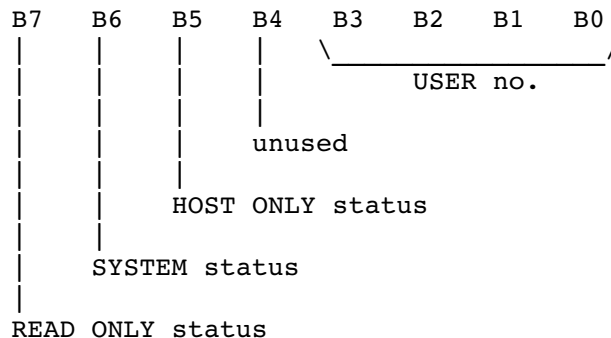 B7 B6 B5 B4 B3 B2 B1 B0
USER no.
unused
HOST ONLY status
SYSTEM status
READ ONLY status